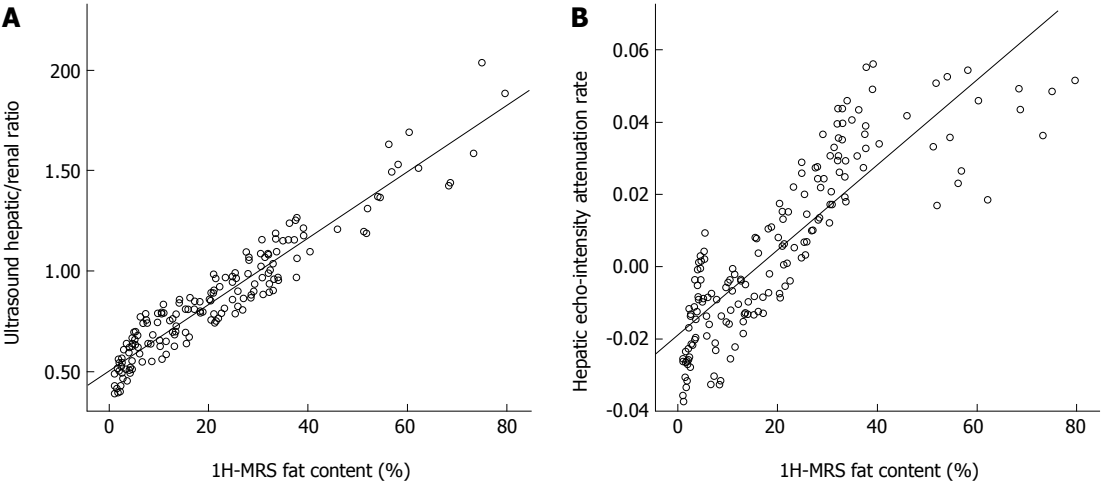 A
Ultrasound hepatic/renal ratio
200
1.50
1.00
0.50
0 20 40 60 80
1H-MRS fat content (%)
B
Hepatic echo-intensity attenuation rate
0.06
0.04
0.02
0.00
-0.02
-0.04
0 20 40 60 80
1H-MRS fat content (%)